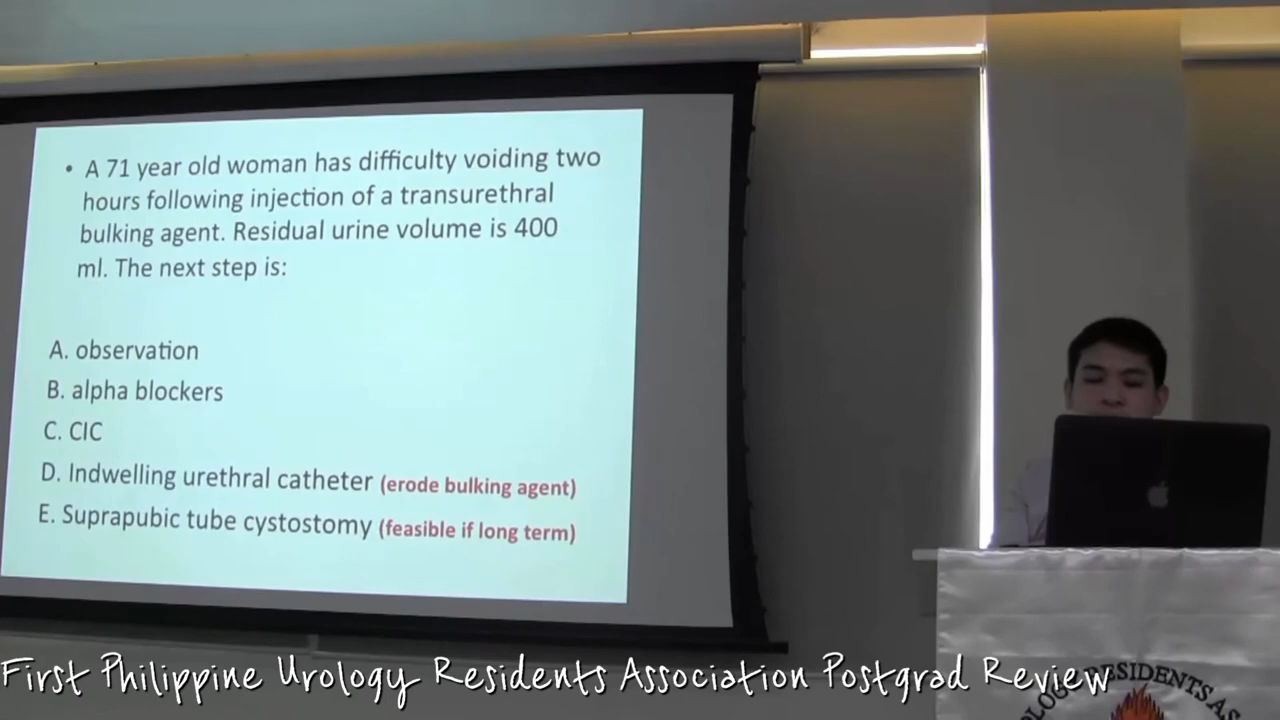 • A 71 year old woman has difficulty voiding two
hours following injection of a transurethral
bulking agent. Residual urine volume is 400
ml. The next step is:
A. observation
B. alpha blockers
C. CIC
D. Indwelling urethral catheter (erode bulking agent)
E. Suprapubic tube cystostomy (feasible if long term)
First Philippine Urology Residents Association Postgrad Review
RESIDENTS